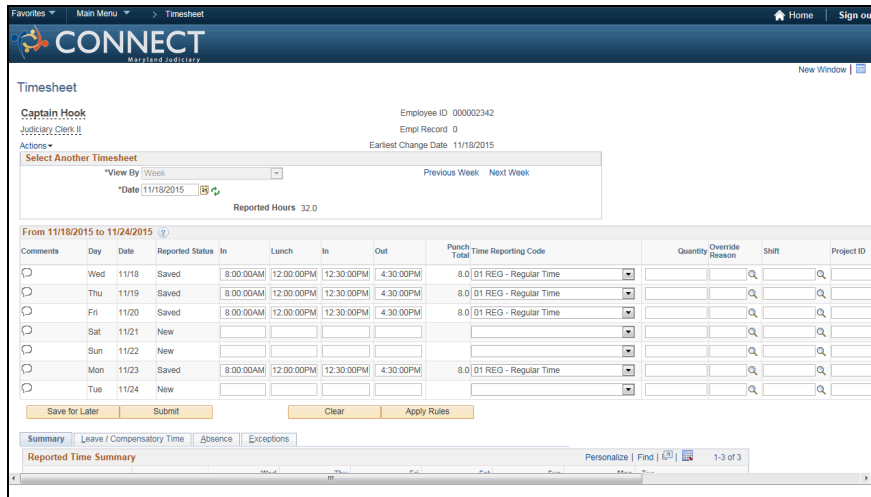 Favorites Main Menu > Timesheet Home Sign ou
CONNECT
Maryland Judiciary
New Window
Timesheet
Captain Hook Employee ID 000002342
Judiciary Clerk II Empl Record 0
Actions Earliest Change Date 11/18/2015
Select Another Timesheet
*View By Week Previous Week Next Week
*Date 11/18/2015
Reported Hours 32.0
From 11/18/2015 to 11/24/2015
Comments Day Date Reported Status In Lunch In Out Punch Total Time Reporting Code Quantity Override Reason Shift Project ID
Wed 11/18 Saved 8:00:00AM 12:00:00PM 12:30:00PM 4:30:00PM 8.0 01 REG - Regular Time
Thu 11/19 Saved 8:00:00AM 12:00:00PM 12:30:00PM 4:30:00PM 8.0 01 REG - Regular Time
Fri 11/20 Saved 8:00:00AM 12:00:00PM 12:30:00PM 4:30:00PM 8.0 01 REG - Regular Time
Sat 11/21 New
Sun 11/22 New
Mon 11/23 Saved 8:00:00AM 12:00:00PM 12:30:00PM 4:30:00PM 8.0 01 REG - Regular Time
Tue 11/24 New
Save for Later Submit Clear Apply Rules
Summary Leave / Compensatory Time Absence Exceptions
Reported Time Summary Personalize | Find | 1-3 of 3